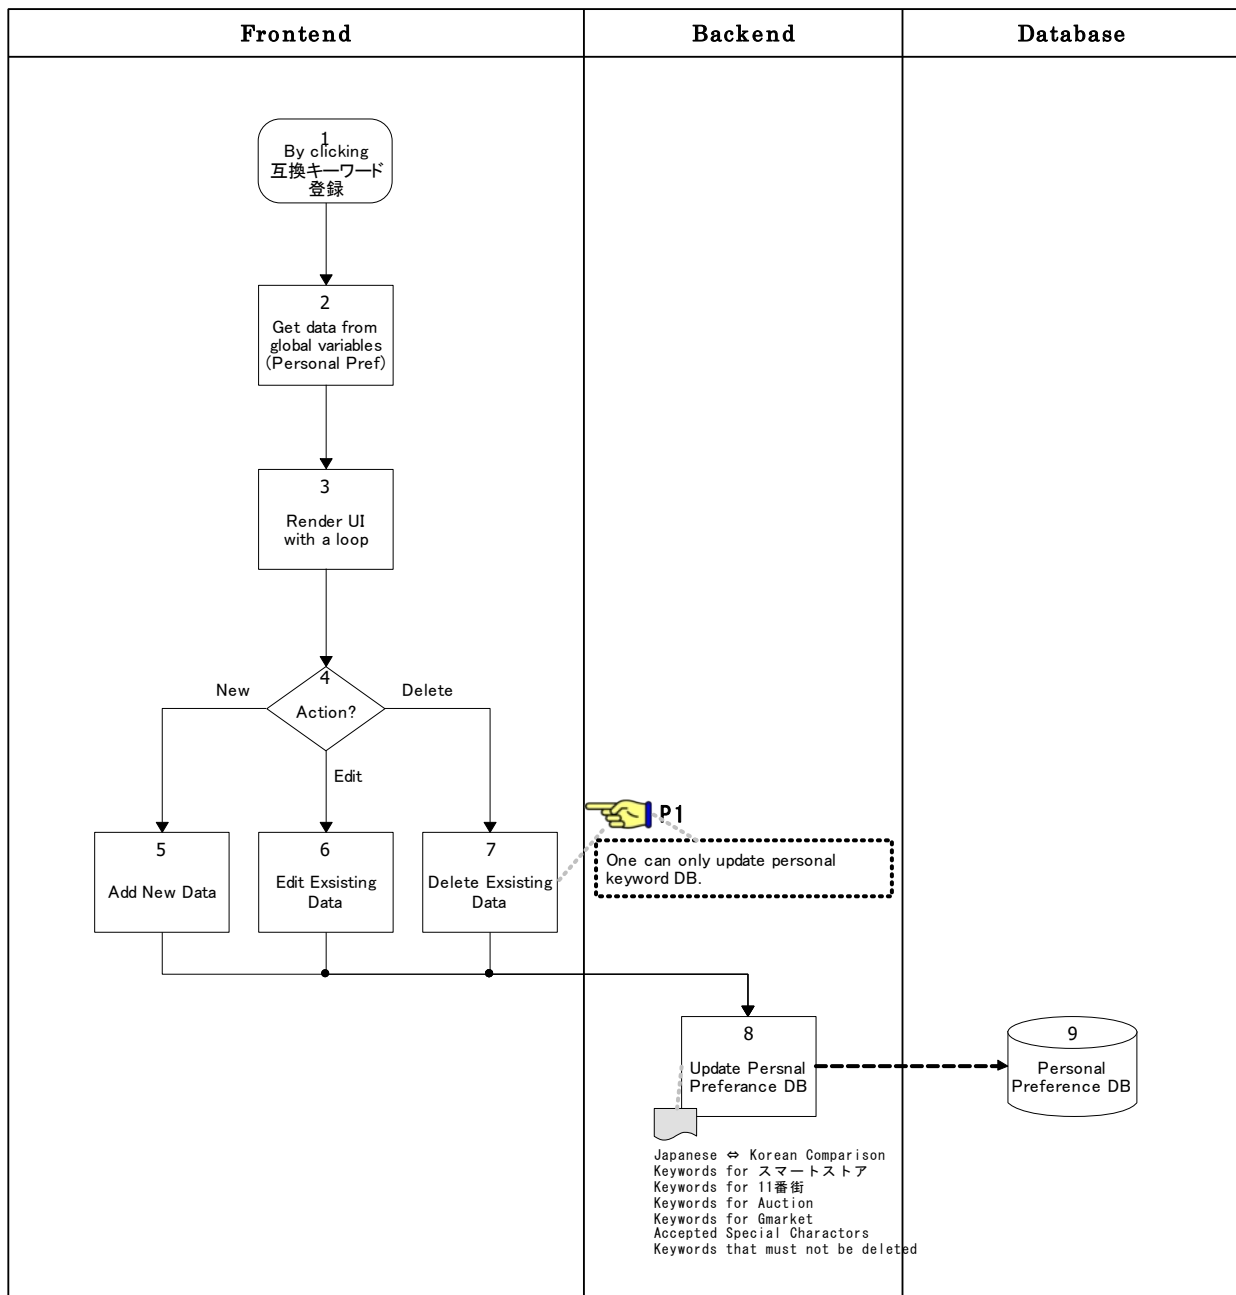 Frontend
Backend
Database
1
By clicking
互換キーワード
登録
2
Get data from
global variables
(Personal Pref)
3
Render UI
with a loop
4
Action?
New
Delete
Edit
P1
One can only update personal
keyword DB.
5
Add New Data
6
Edit Exsisting
Data
7
Delete Exsisting
Data
8
Update Persnal
Preferance DB
9
Personal
Preference DB
Japanese ⇔ Korean Comparison
Keywords for スマートストア
Keywords for 11番街
Keywords for Auction
Keywords for Gmarket
Accepted Special Charactors
Keywords that must not be deleted